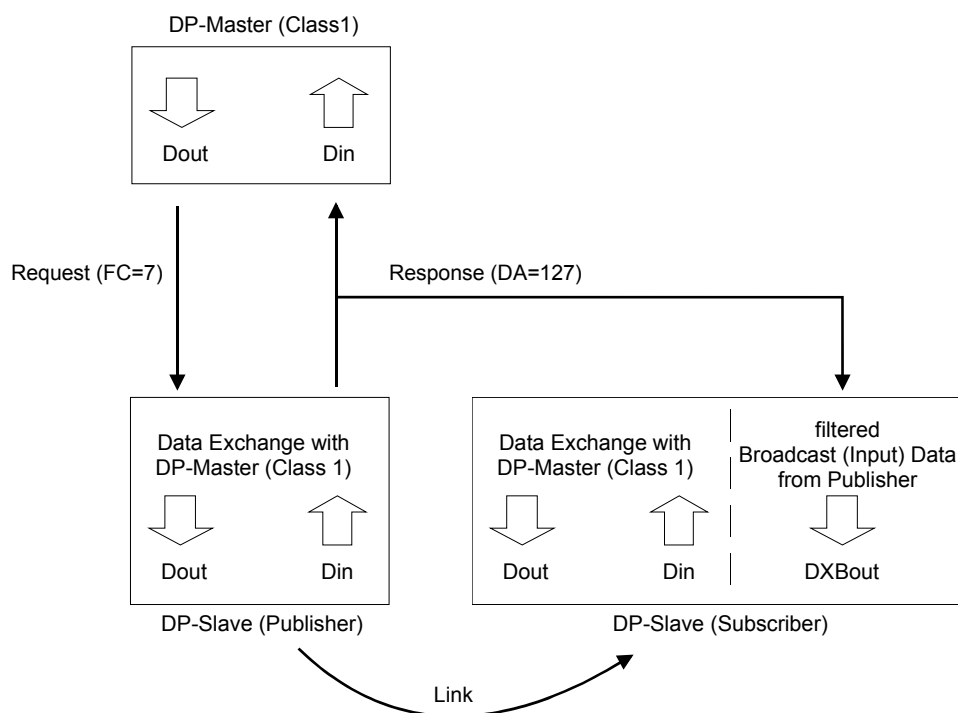 DP-Master (Class1)
Dout
Din
Request (FC=7)
Response (DA=127)
Data Exchange with
DP-Master (Class 1)
Dout
Din
Data Exchange with
DP-Master (Class 1)
Dout
Din
filtered
Broadcast (Input) Data
from Publisher
DXBout
DP-Slave (Publisher)
DP-Slave (Subscriber)
Link